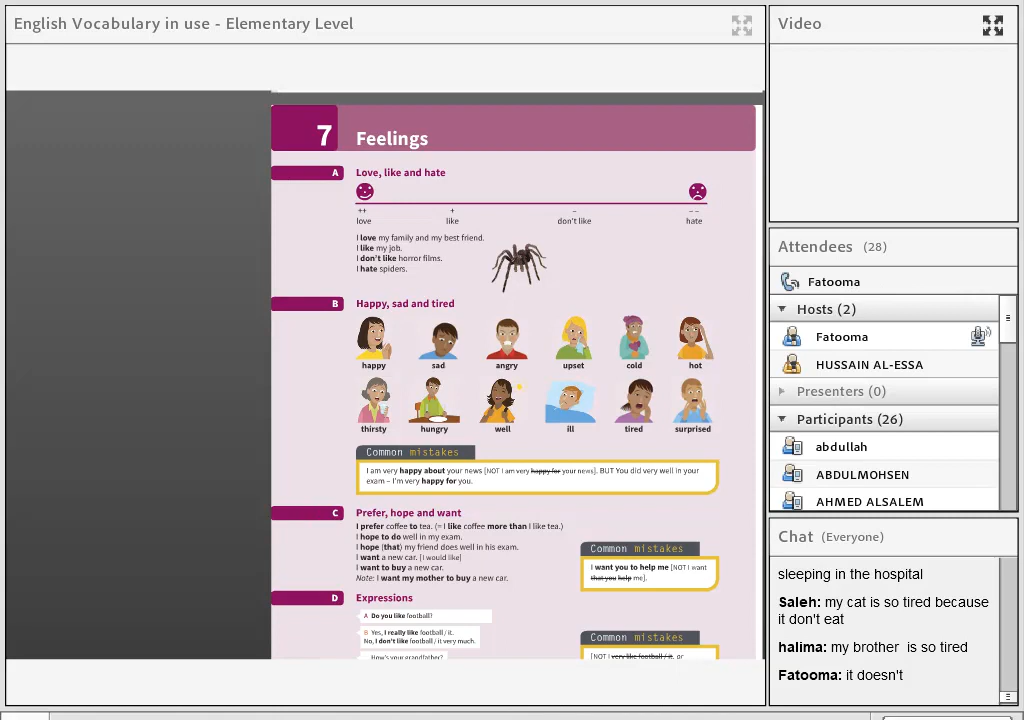 English Vocabulary in use - Elementary Level
7 Feelings
A Love, like and hate
++ + – – –
love like don't like hate
I love my family and my best friend.
I like my job.
I don't like horror films.
I hate spiders.
B Happy, sad and tired
happy sad angry upset cold hot
thirsty hungry well ill tired surprised
Common mistakes
I am very happy about your news [NOT I am very happy for your news]. BUT You did very well in your
exam – I'm very happy for you.
C Prefer, hope and want
I prefer coffee to tea. (= I like coffee more than I like tea.)
I hope to do well in my exam.
I hope (that) my friend does well in his exam.
I want a new car. [I would like]
I want to buy a new car.
Note: I want my mother to buy a new car.
Common mistakes
I want you to help me [NOT I want
that you help me].
D Expressions
A Do you like football?
B Yes, I really like football / it.
No, I don't like football / it very much.
How's your grandfather?
Common mistakes
[NOT I very like football / it. or
Video
Attendees (28)
Fatooma
Hosts (2)
Fatooma
HUSSAIN AL-ESSA
Presenters (0)
Participants (26)
abdullah
ABDULMOHSEN
AHMED ALSALEM
Chat (Everyone)
sleeping in the hospital
Saleh: my cat is so tired because
it don't eat
halima: my brother is so tired
Fatooma: it doesn't